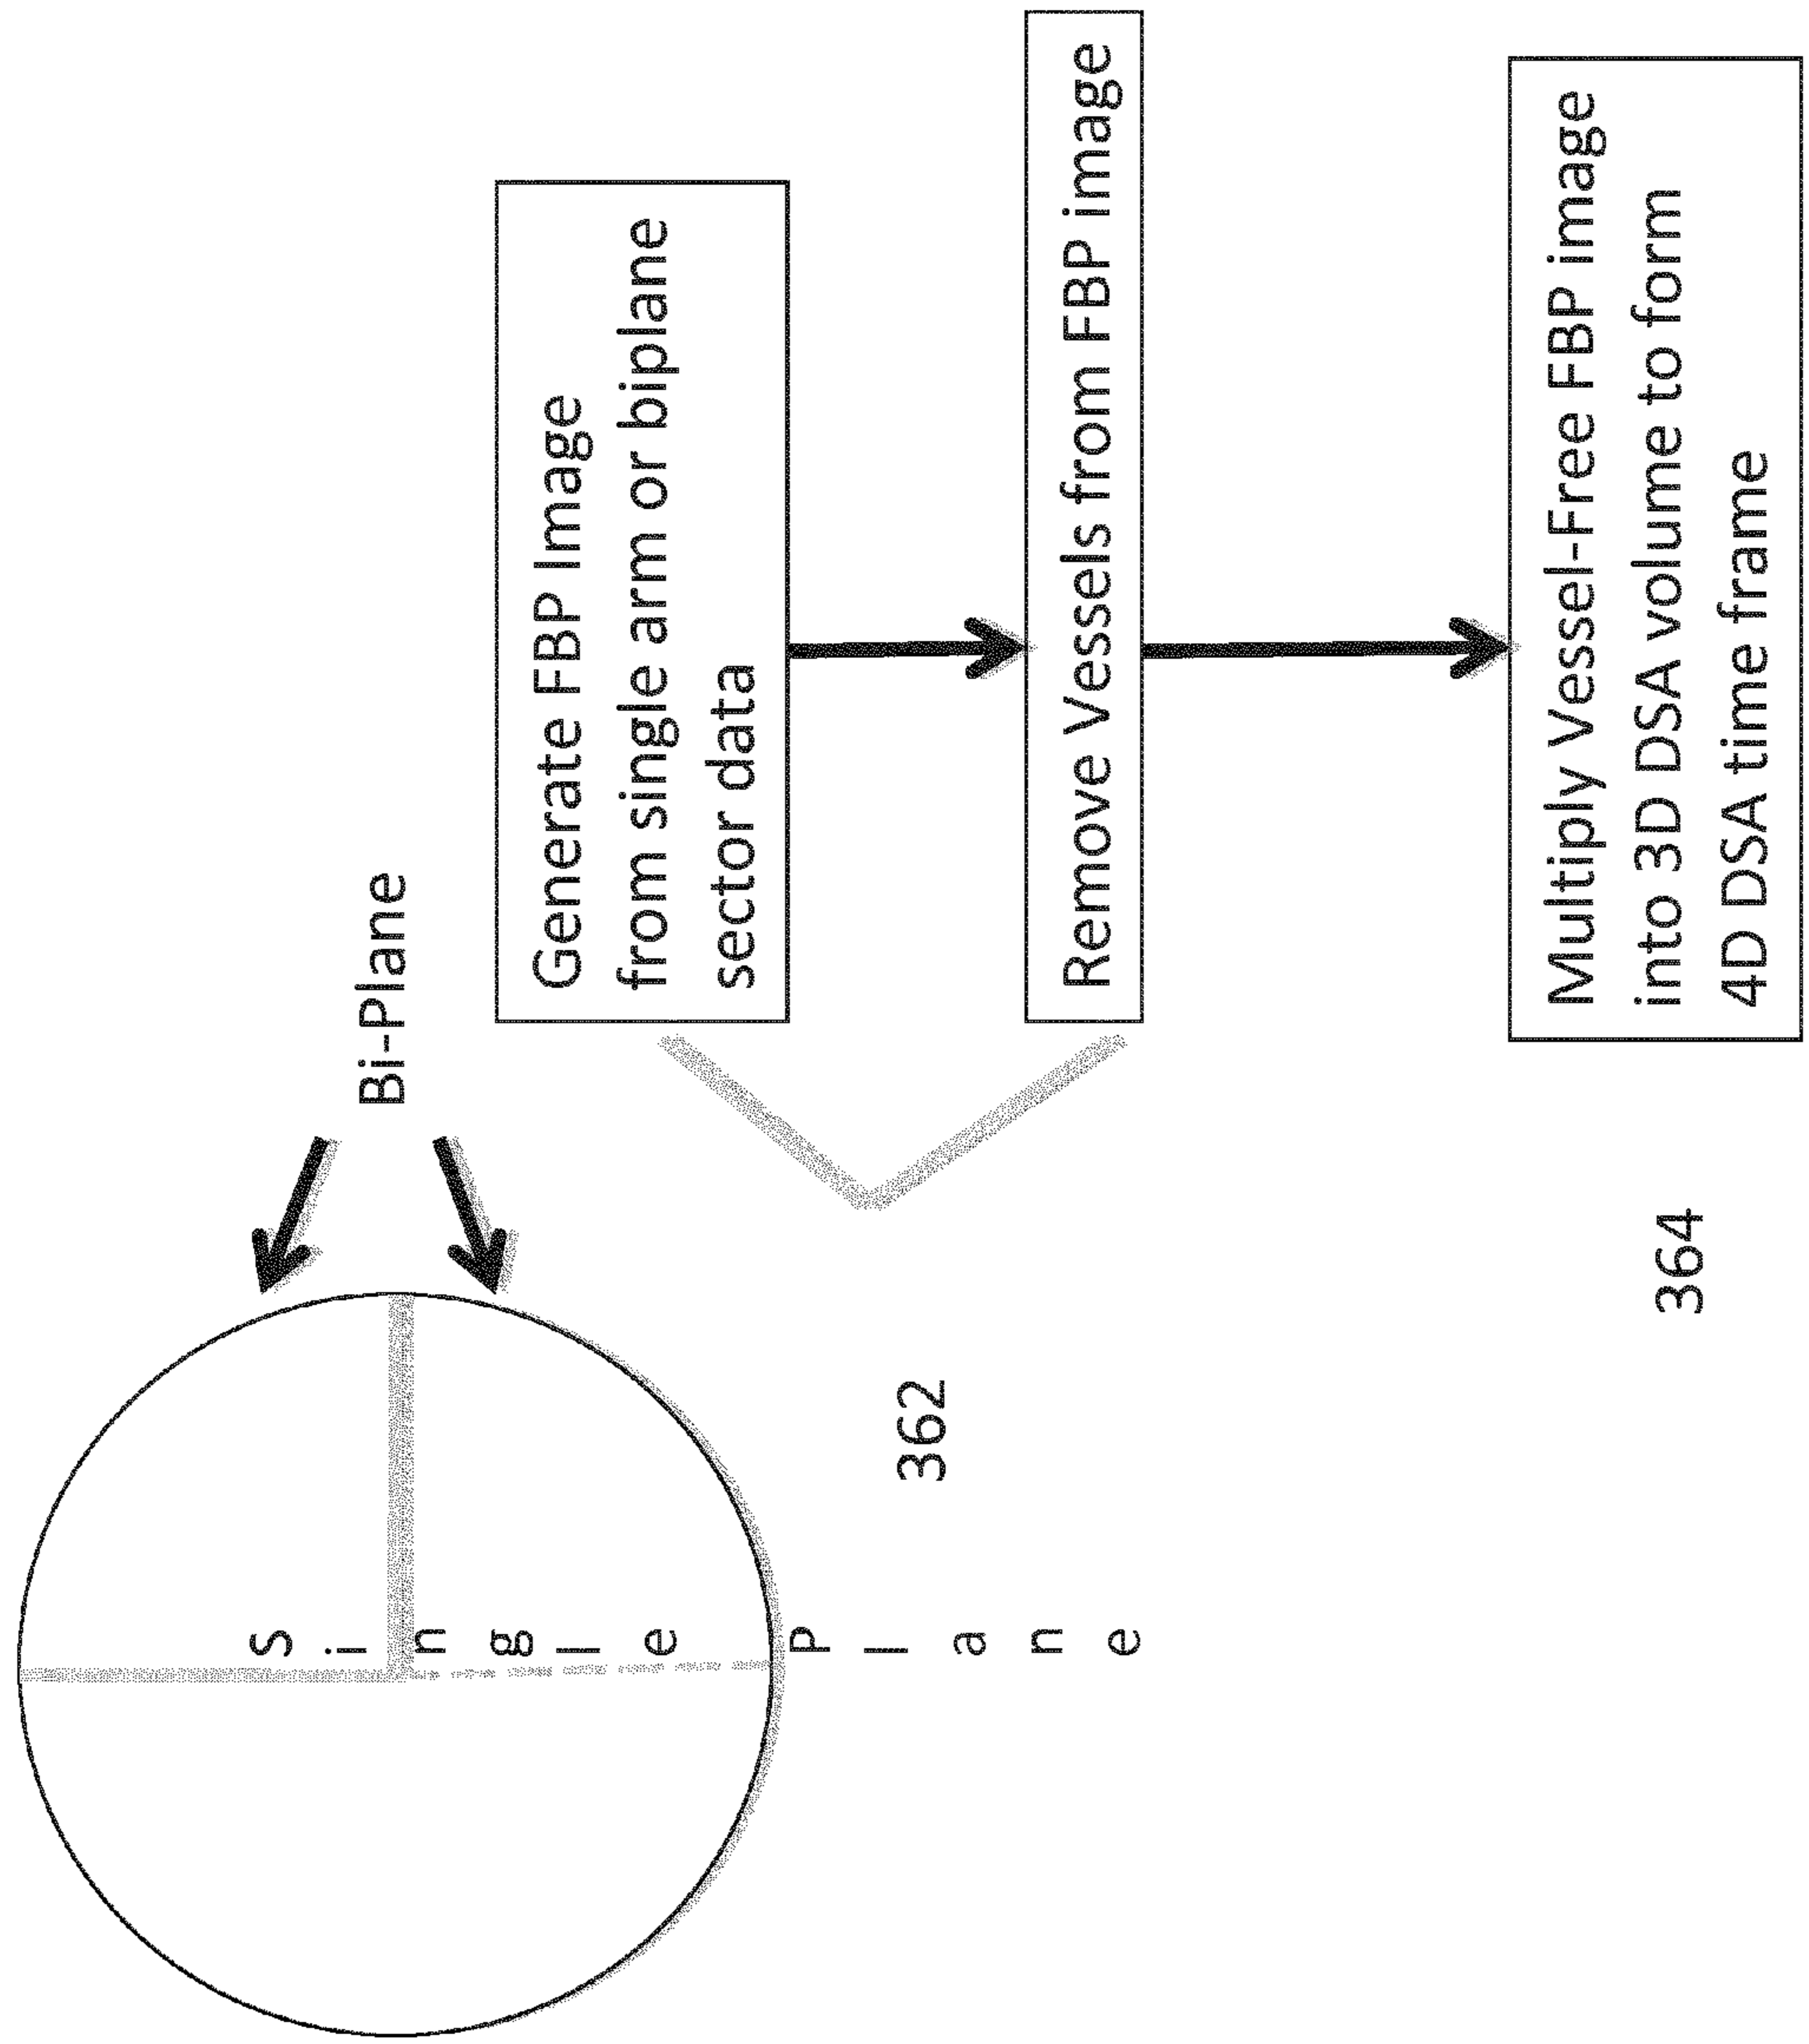 Bi-Plane
Single Plane
Generate FBP Image
from single arm or biplane
sector data
362
Remove Vessels from FBP image
364
Multiply Vessel-Free FBP image
into 3D DSA volume to form
4D DSA time frame